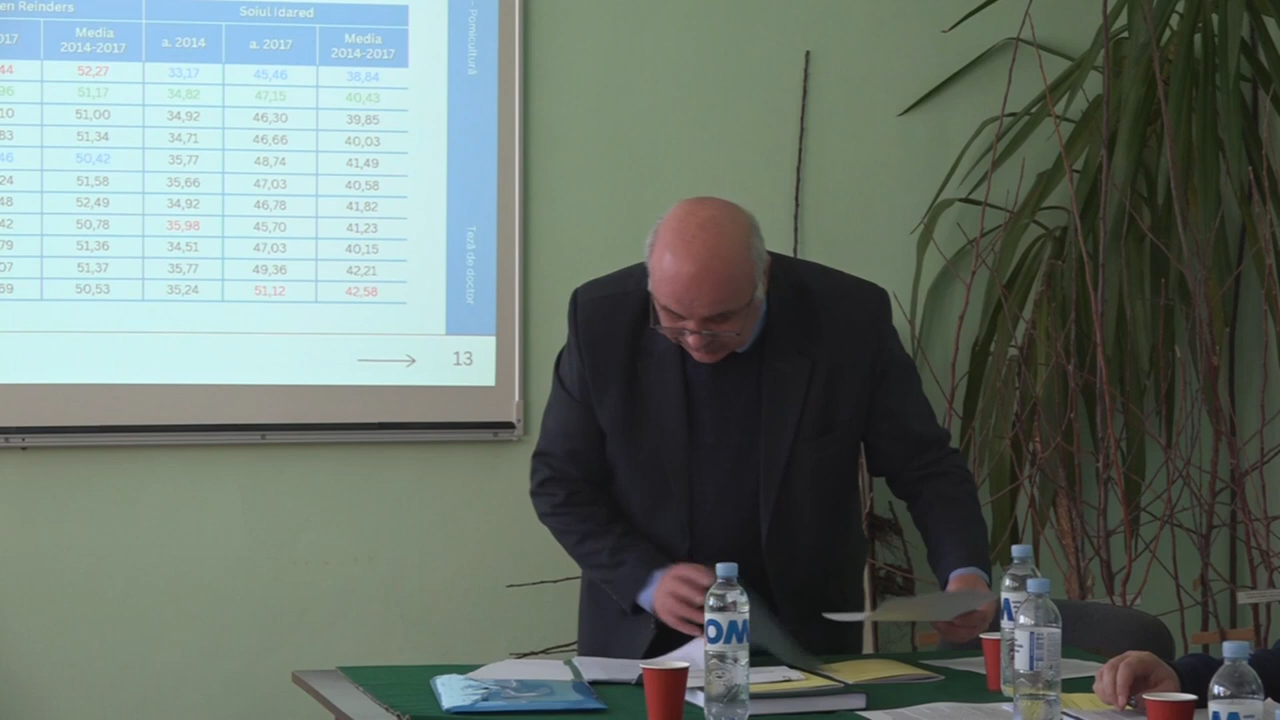 en Reinders Soiul Idared
017 Media 2014-2017 a. 2014 a. 2017 Media 2014-2017
44 52,27 33,17 45,46 38,84
96 51,17 34,82 47,15 40,43
10 51,00 34,92 46,30 39,85
83 51,34 34,71 46,66 40,03
46 50,42 35,77 48,74 41,49
24 51,58 35,66 47,03 40,58
48 52,49 34,92 46,78 41,82
42 50,78 35,98 45,70 41,23
79 51,36 34,51 47,03 40,15
07 51,37 35,77 49,36 42,21
69 50,53 35,24 51,12 42,58
– Pomicultură
Teză de doctor
13
OM